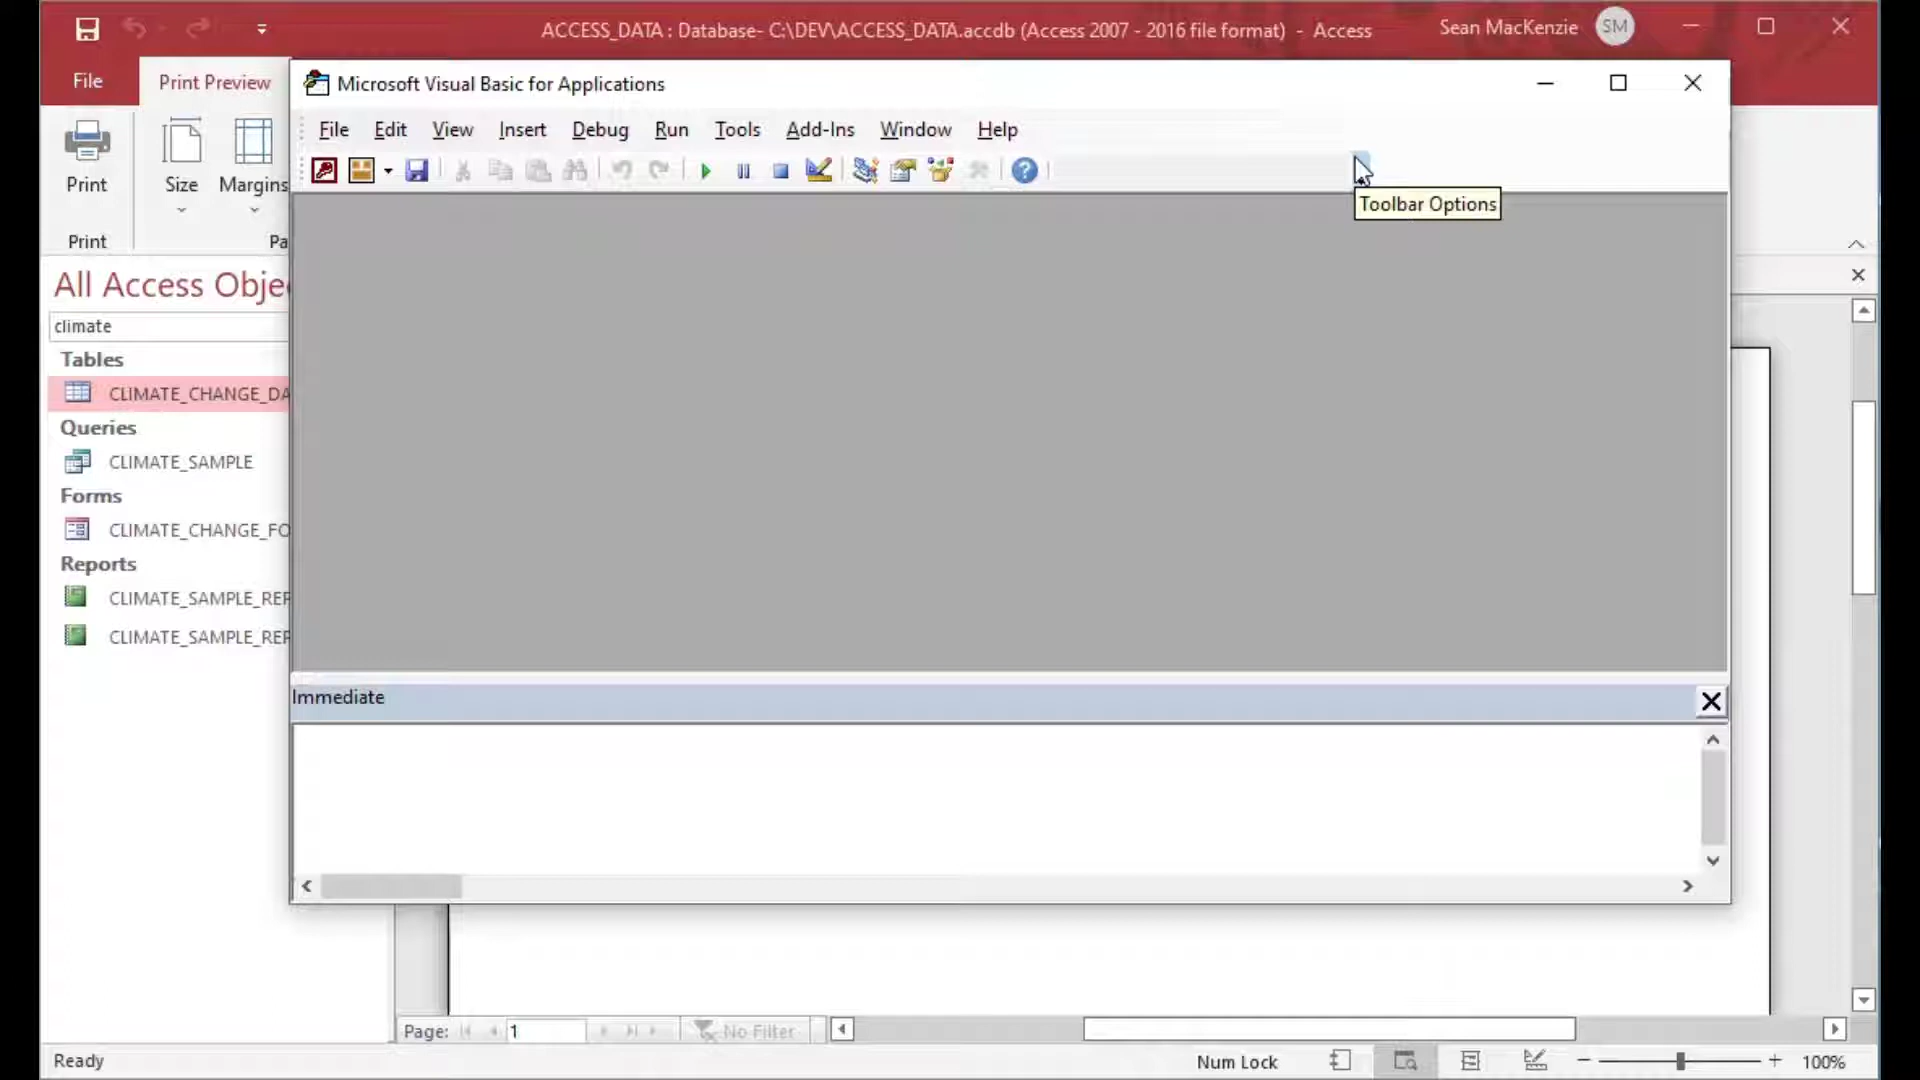 ACCESS_DATA : Database- C:\DEV\ACCESS_DATA.accdb (Access 2007 - 2016 file format) - Access
Sean MacKenzie
SM
File
Print Preview
Microsoft Visual Basic for Applications
File Edit View Insert Debug Run Tools Add-Ins Window Help
Print
Size
Margins
Toolbar Options
Print
Pa
All Access Obje
climate
Tables
CLIMATE_CHANGE_DA
Queries
CLIMATE_SAMPLE
Forms
CLIMATE_CHANGE_FO
Reports
CLIMATE_SAMPLE_REP
CLIMATE_SAMPLE_REP
Immediate
Page: 1 No Filter
Ready
Num Lock
100%